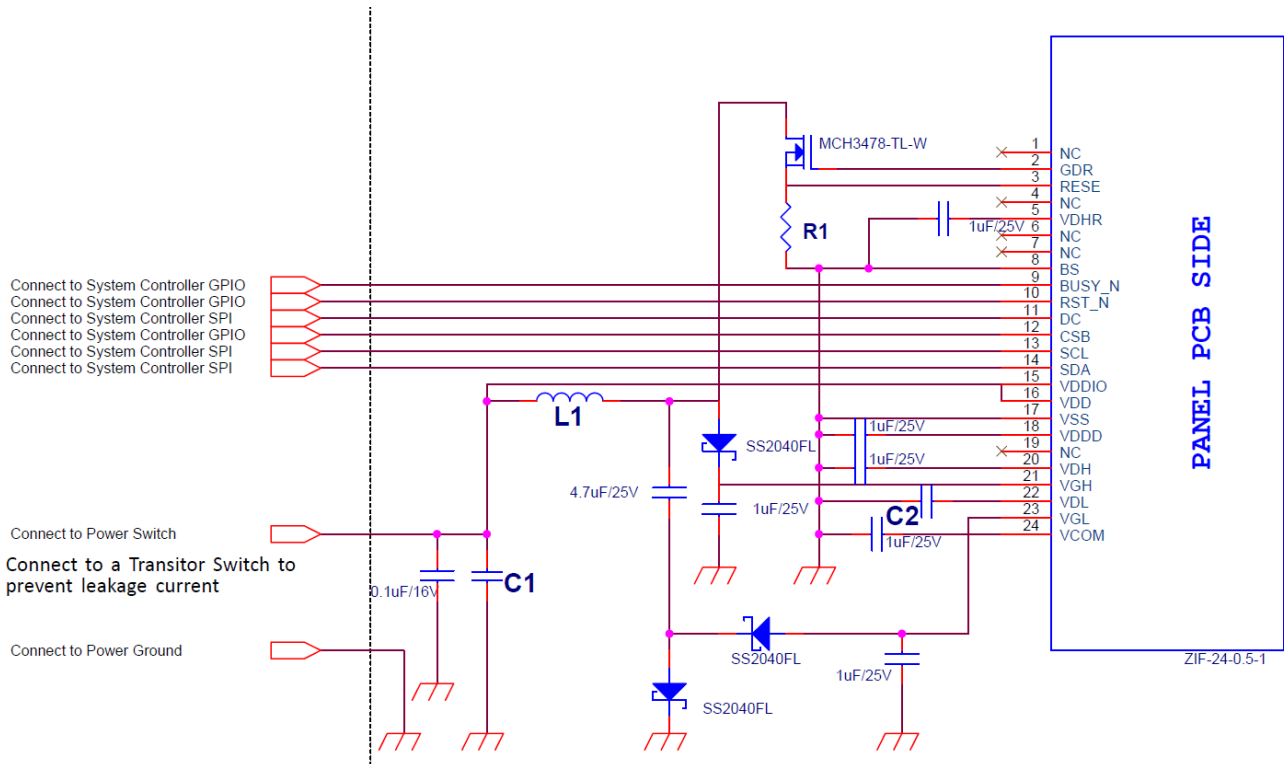 MCH3478-TL-W
R1
1uF/25V
1
NC
2
GDR
3
RESE
4
NC
5
VDHR
6
NC
7
NC
8
BS
9
BUSY_N
10
RST_N
11
DC
12
CSB
13
SCL
14
SDA
15
VDDIO
16
VDD
17
VSS
18
VDDD
19
NC
20
VDH
21
VGH
22
VDL
23
VGL
24
VCOM
PANEL PCB SIDE
ZIF-24-0.5-1
Connect to System Controller GPIO
Connect to System Controller GPIO
Connect to System Controller SPI
Connect to System Controller GPIO
Connect to System Controller SPI
Connect to System Controller SPI
L1
SS2040FL
1uF/25V
1uF/25V
4.7uF/25V
1uF/25V
C2
1uF/25V
Connect to Power Switch
Connect to a Transitor Switch to
prevent leakage current
0.1uF/16V
C1
Connect to Power Ground
SS2040FL
1uF/25V
SS2040FL